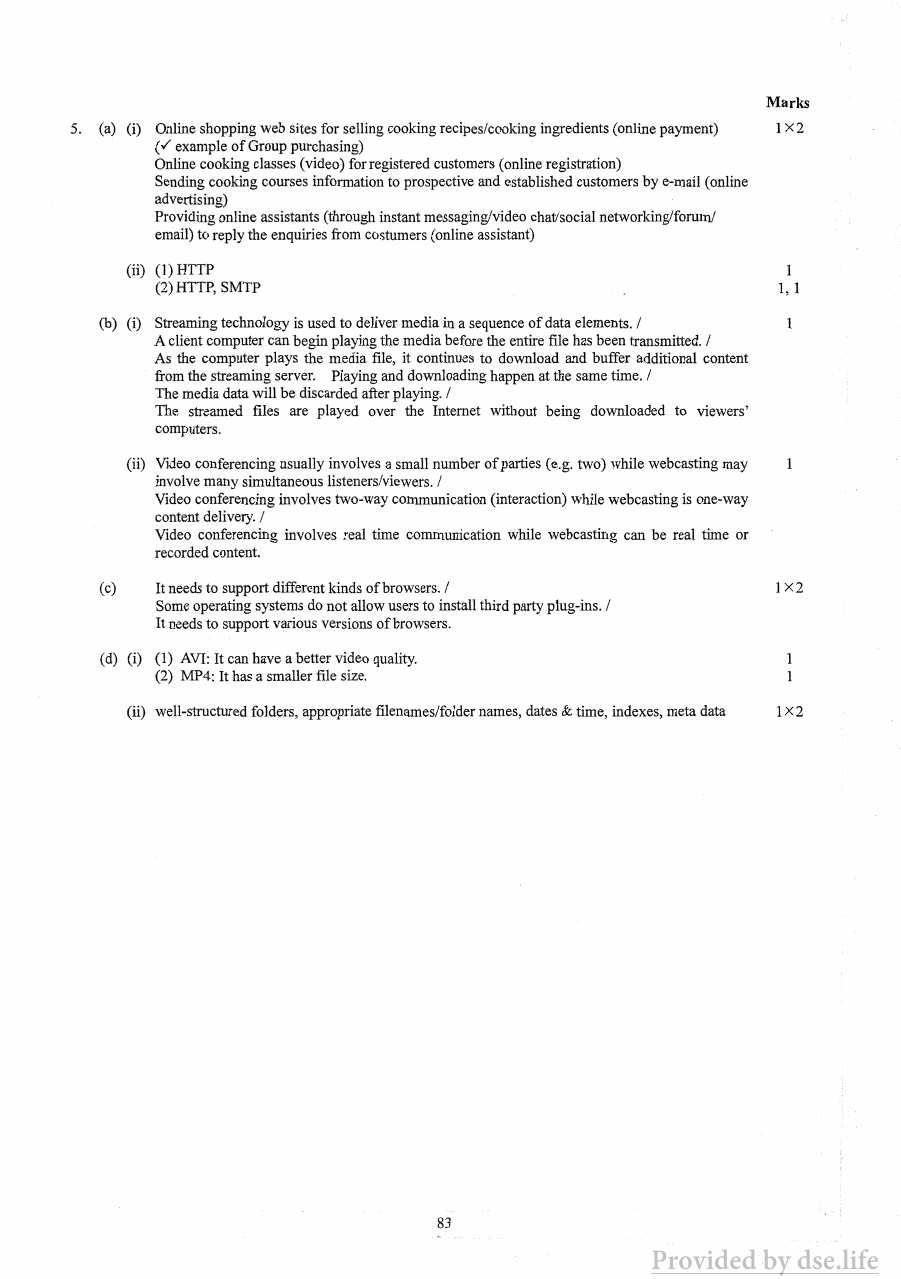 Marks
5. (a) (i) Online shopping web sites for selling cooking recipes/cooking ingredients (online payment) 1×2
(✓ example of Group purchasing)
Online cooking classes (video) for registered customers (online registration)
Sending cooking courses information to prospective and established customers by e-mail (online
advertising)
Providing online assistants (through instant messaging/video chat/social networking/forum/
email) to reply the enquiries from costumers (online assistant)
(ii) (1) HTTP 1
(2) HTTP, SMTP 1, 1
(b) (i) Streaming technology is used to deliver media in a sequence of data elements. / 1
A client computer can begin playing the media before the entire file has been transmitted. /
As the computer plays the media file, it continues to download and buffer additional content
from the streaming server. Playing and downloading happen at the same time. /
The media data will be discarded after playing. /
The streamed files are played over the Internet without being downloaded to viewers'
computers.
(ii) Video conferencing usually involves a small number of parties (e.g. two) while webcasting may 1
involve many simultaneous listeners/viewers. /
Video conferencing involves two-way communication (interaction) while webcasting is one-way
content delivery. /
Video conferencing involves real time communication while webcasting can be real time or
recorded content.
(c) It needs to support different kinds of browsers. / 1×2
Some operating systems do not allow users to install third party plug-ins. /
It needs to support various versions of browsers.
(d) (i) (1) AVI: It can have a better video quality. 1
(2) MP4: It has a smaller file size. 1
(ii) well-structured folders, appropriate filenames/folder names, dates & time, indexes, meta data 1×2
83
Provided by dse.life